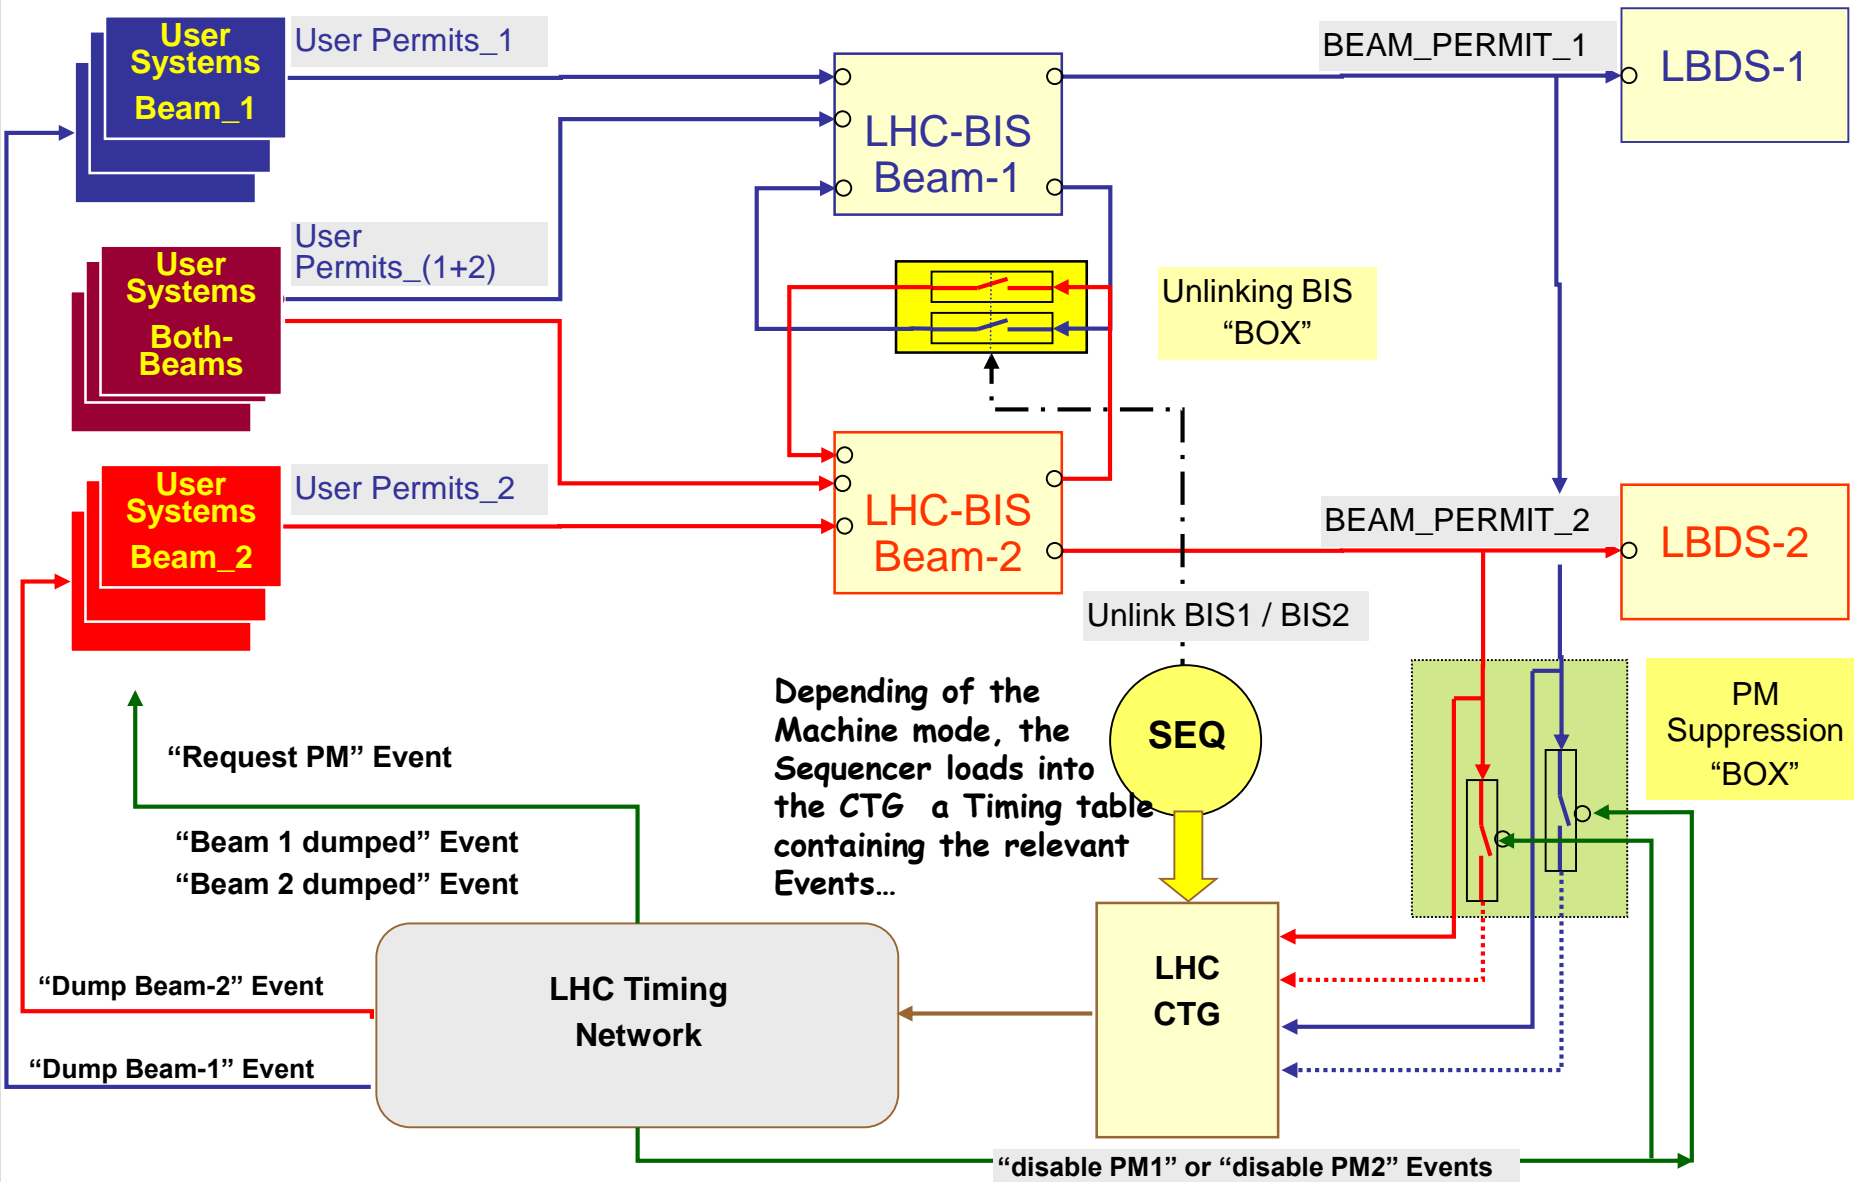 User
Systems
Beam_1
User Permits_1
BEAM_PERMIT_1
LBDS-1
LHC-BIS
Beam-1
User
Permits_(1+2)
User
Systems
Both-
Beams
Unlinking BIS
“BOX”
User
Systems
Beam_2
User Permits_2
LHC-BIS
Beam-2
BEAM_PERMIT_2
LBDS-2
Unlink BIS1 / BIS2
Depending of the
Machine mode, the
Sequencer loads into
the CTG a Timing table
containing the relevant
Events…
SEQ
PM
Suppression
“BOX”
“Request PM” Event
“Beam 1 dumped” Event
“Beam 2 dumped” Event
“Dump Beam-2” Event
“Dump Beam-1” Event
LHC Timing
Network
LHC
CTG
“disable PM1” or “disable PM2” Events